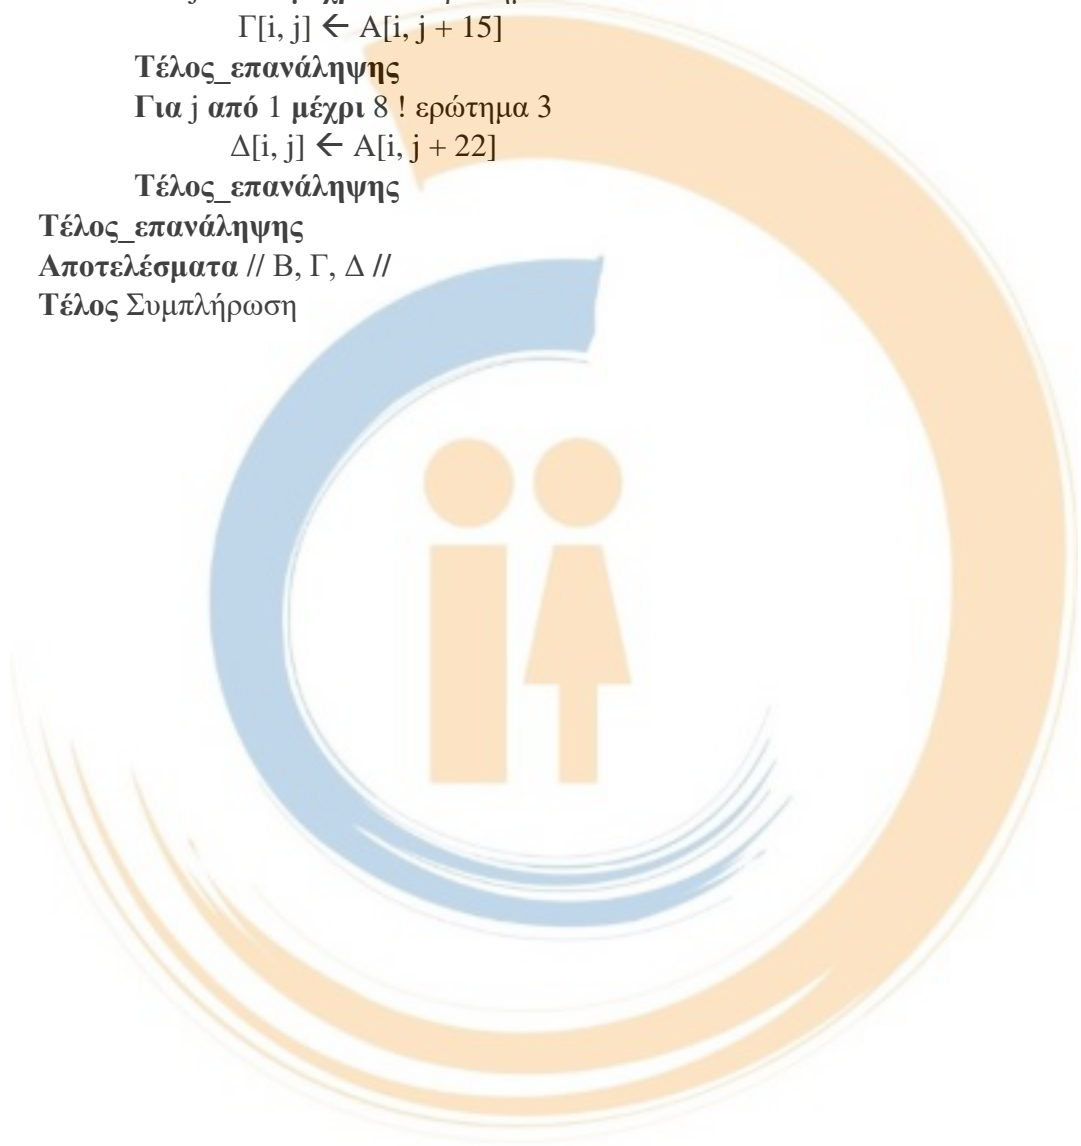 Γ[i, j] 🡨 Α[i, j + 15]
Τέλος_επανάληψης
Για j από 1 μέχρι 8 ! ερώτημα 3
Δ[i, j] 🡨 Α[i, j + 22]
Τέλος_επανάληψης
Τέλος_επανάληψης
Αποτελέσματα // Β, Γ, Δ //
Τέλος Συμπλήρωση